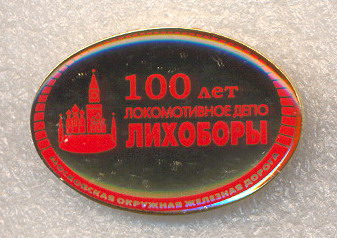 100 лет
ЛОКОМОТИВНОЕ ДЕПО
ЛИХОБОРЫ
МОСКОВСКАЯ ОКРУЖНАЯ ЖЕЛЕЗНАЯ ДОРОГА